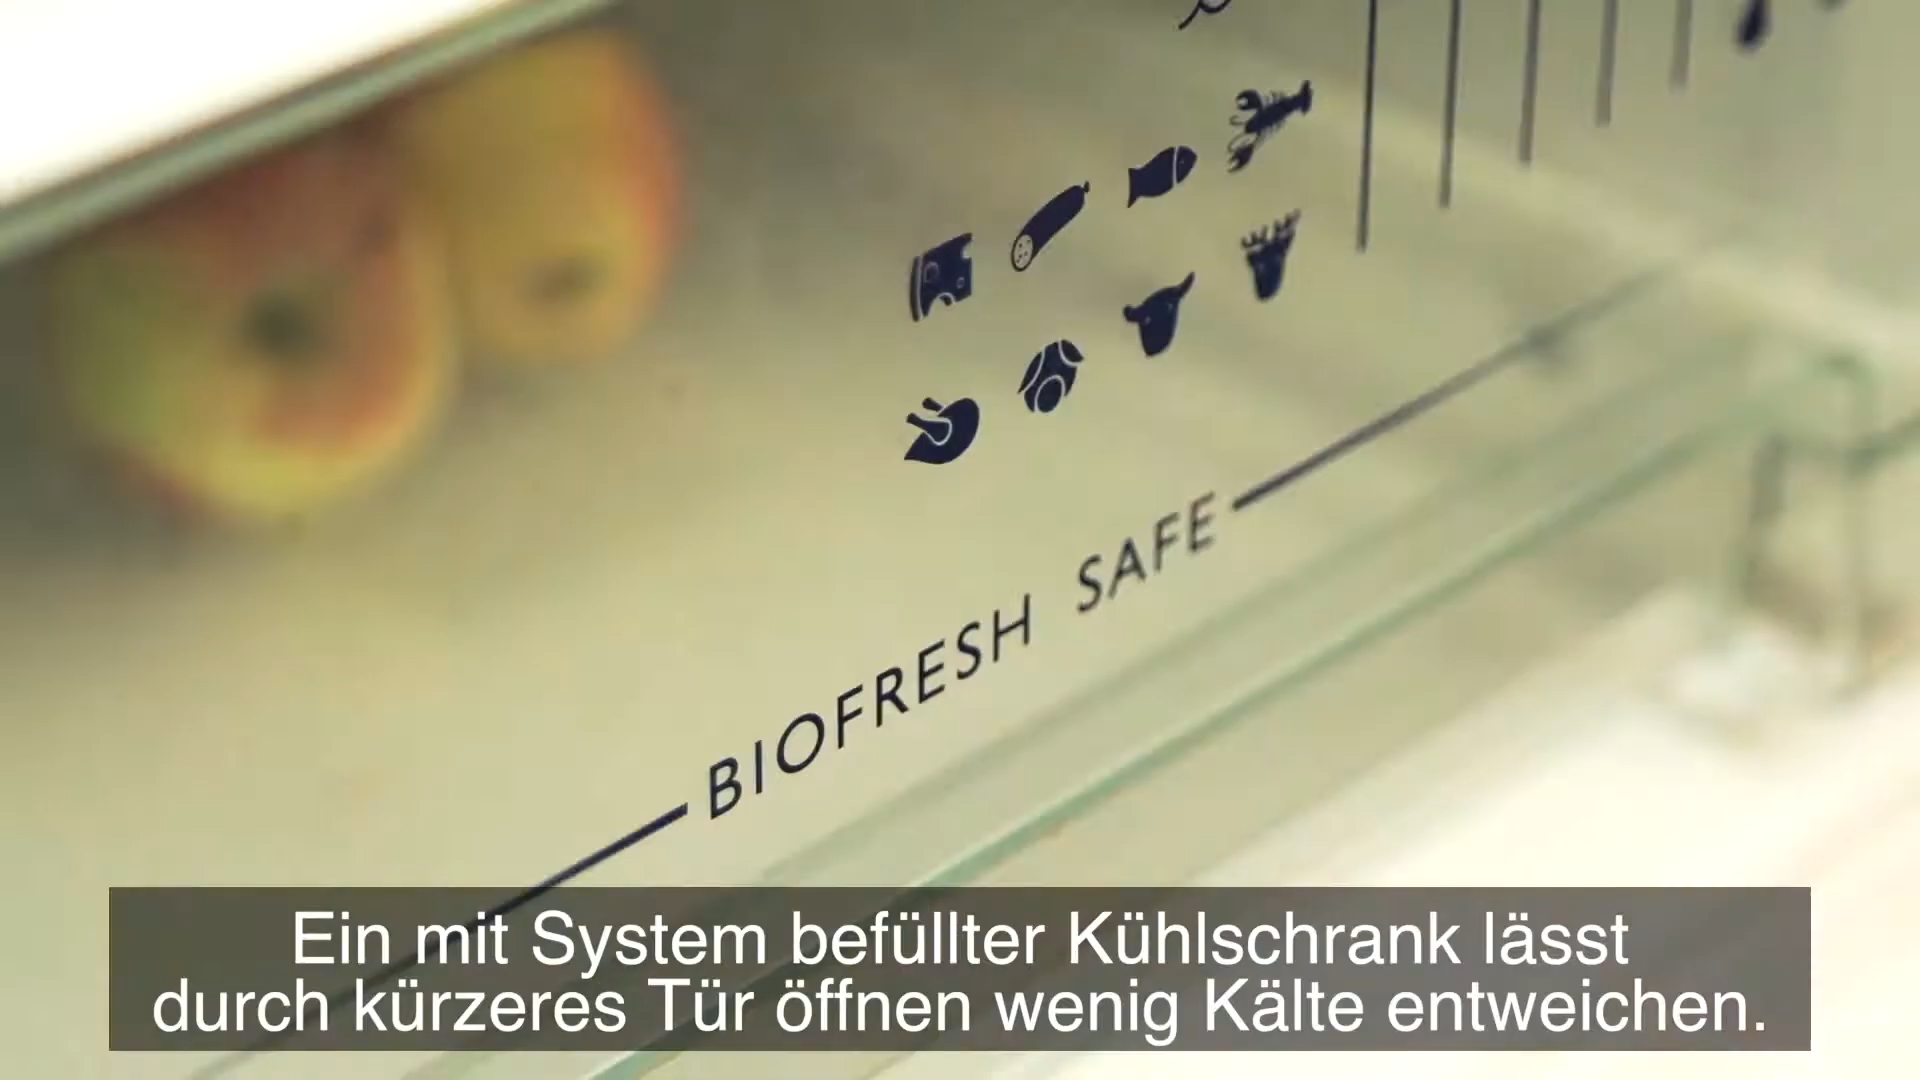 BIOFRESH SAFE
Ein mit System befüllter Kühlschrank lässt
durch kürzeres Tür öffnen wenig Kälte entweichen.